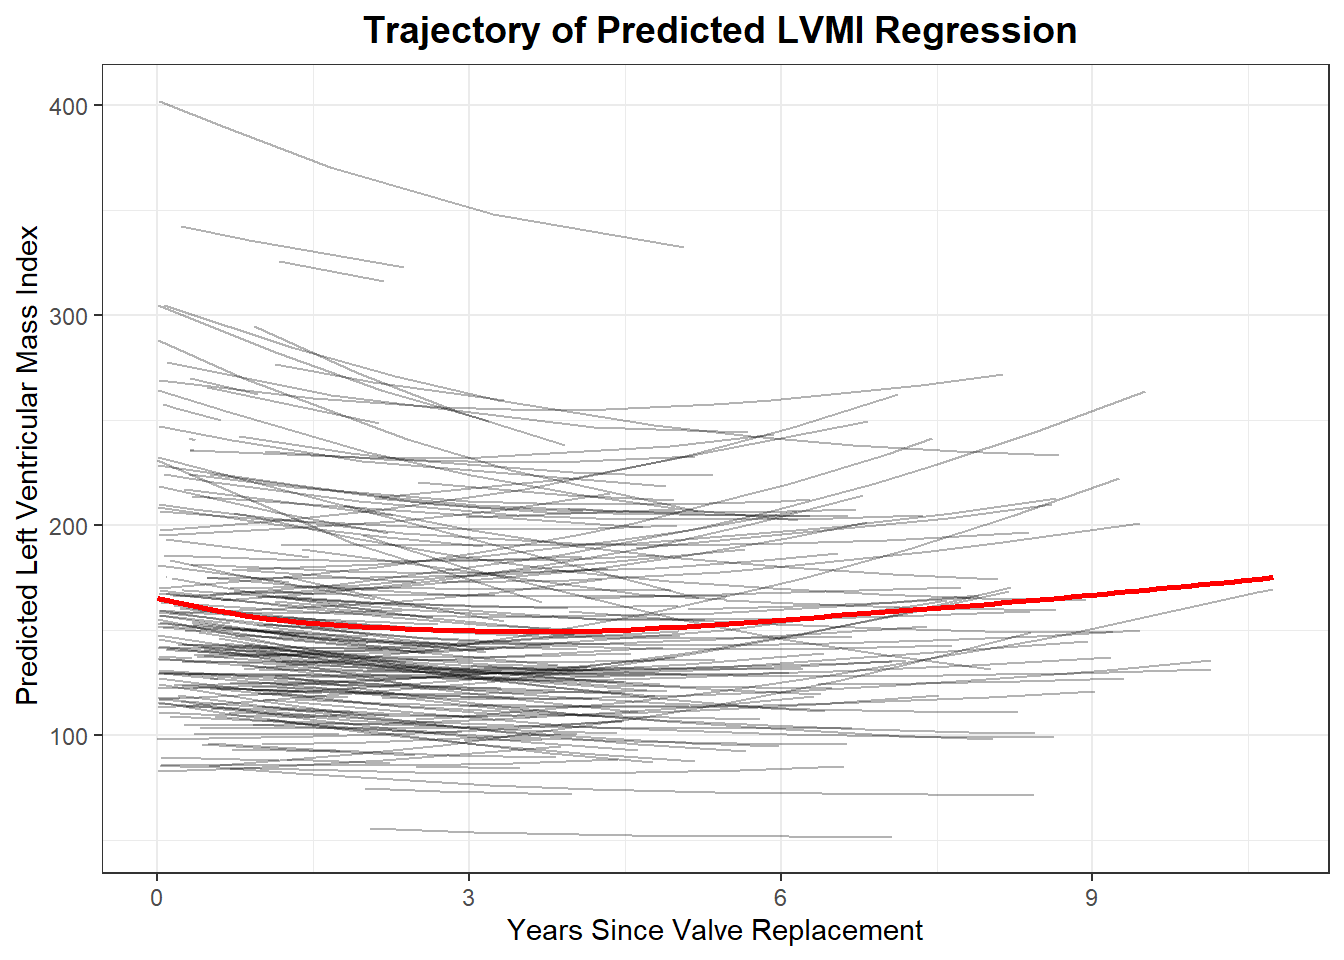 Trajectory of Predicted LVMI Regression
Predicted Left Ventricular Mass Index
400
300
200
100
0
3
6
9
Years Since Valve Replacement